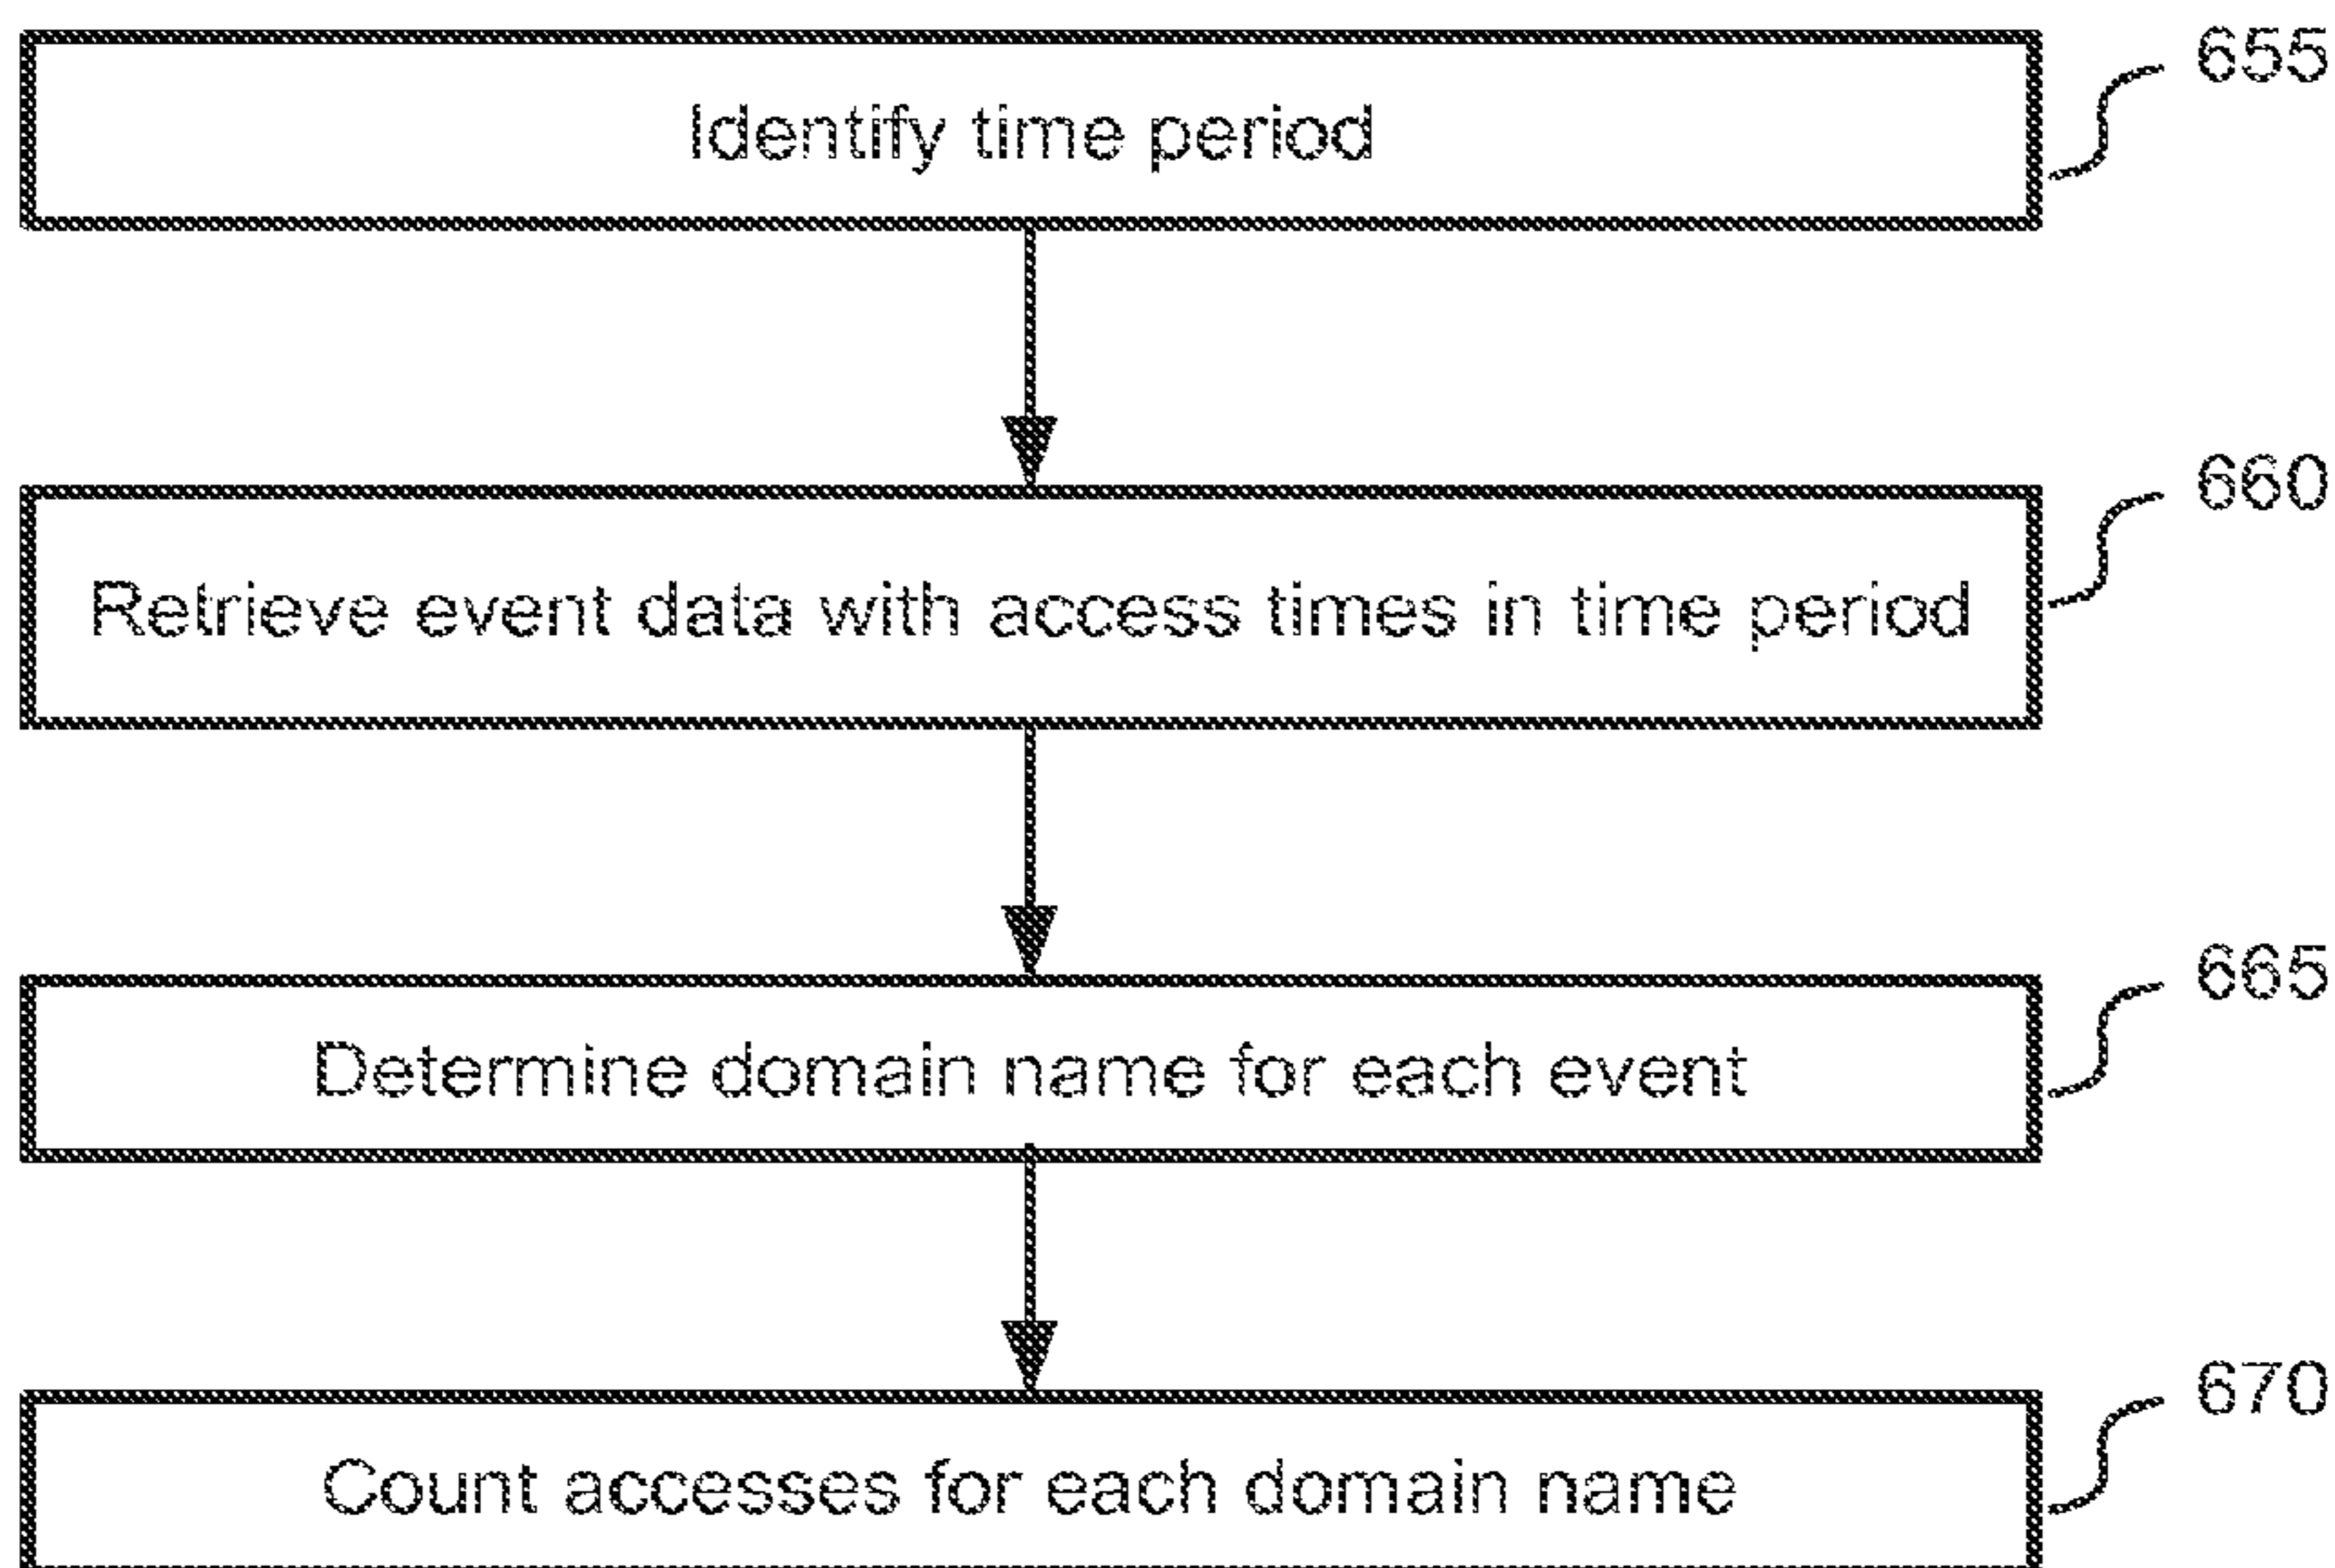 655
Identify time period
660
Retrieve event data with access times in time period
665
Determine domain name for each event
670
Count accesses for each domain name